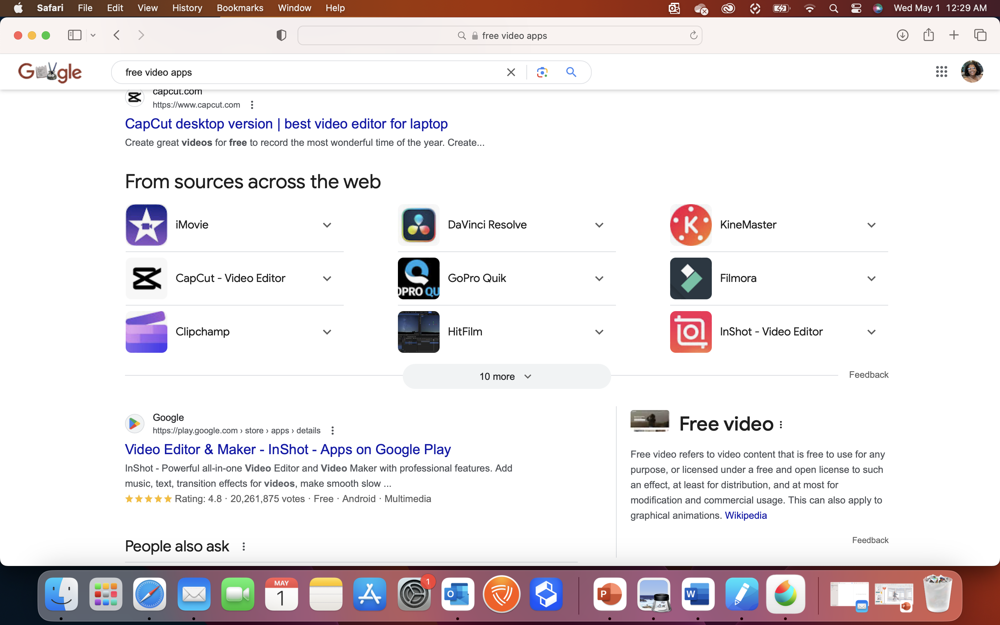 Safari File Edit View History Bookmarks Window Help Wed May 1 12:29 AM
free video apps
Google
free video apps
capcut.com
https://www.capcut.com
CapCut desktop version | best video editor for laptop
Create great videos for free to record the most wonderful time of the year. Create...
From sources across the web
iMovie
DaVinci Resolve
KineMaster
CapCut - Video Editor
OPRO QU
GoPro Quik
Filmora
Clipchamp
HitFilm
InShot - Video Editor
10 more
Feedback
Google
https://play.google.com › store › apps › details
Video Editor & Maker - InShot - Apps on Google Play
InShot - Powerful all-in-one Video Editor and Video Maker with professional features. Add
music, text, transition effects for videos, make smooth slow ...
Rating: 4.8 · 20,261,875 votes · Free · Android · Multimedia
Free video
Free video refers to video content that is free to use for any
purpose, or licensed under a free and open license to such
an effect, at least for distribution, and at most for
modification and commercial usage. This can also apply to
graphical animations. Wikipedia
Feedback
People also ask
MAY
1
1
O
P
W
P